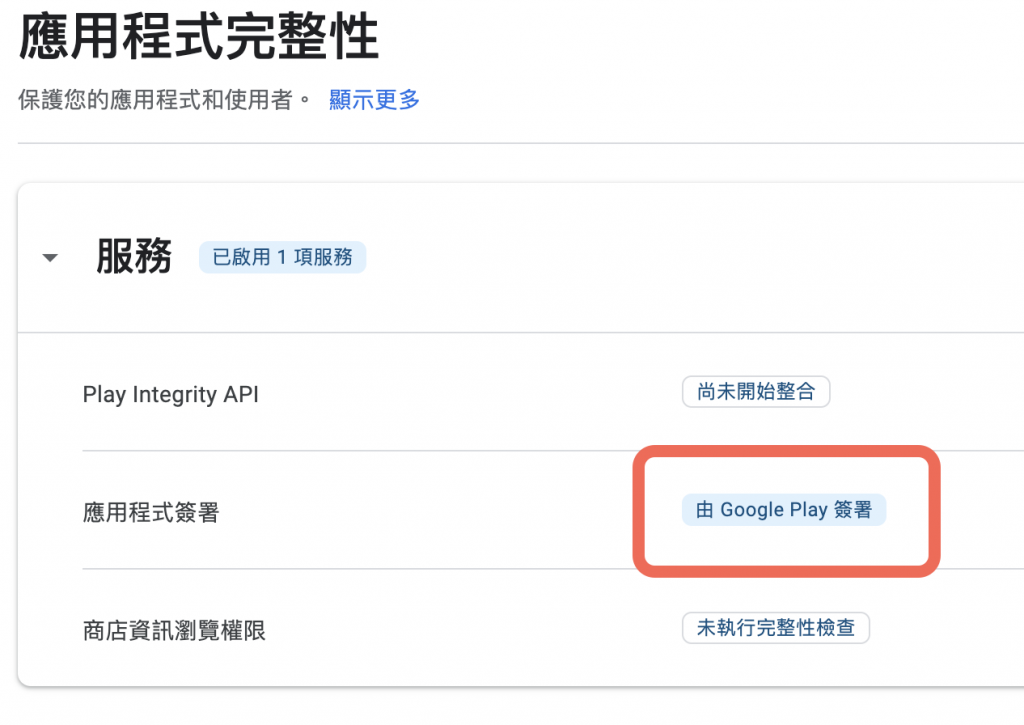 應用程式完整性
保護您的應用程式和使用者。 顯示更多
服務 已啟用 1 項服務
Play Integrity API 尚未開始整合
應用程式簽署 由 Google Play 簽署
商店資訊瀏覽權限 未執行完整性檢查